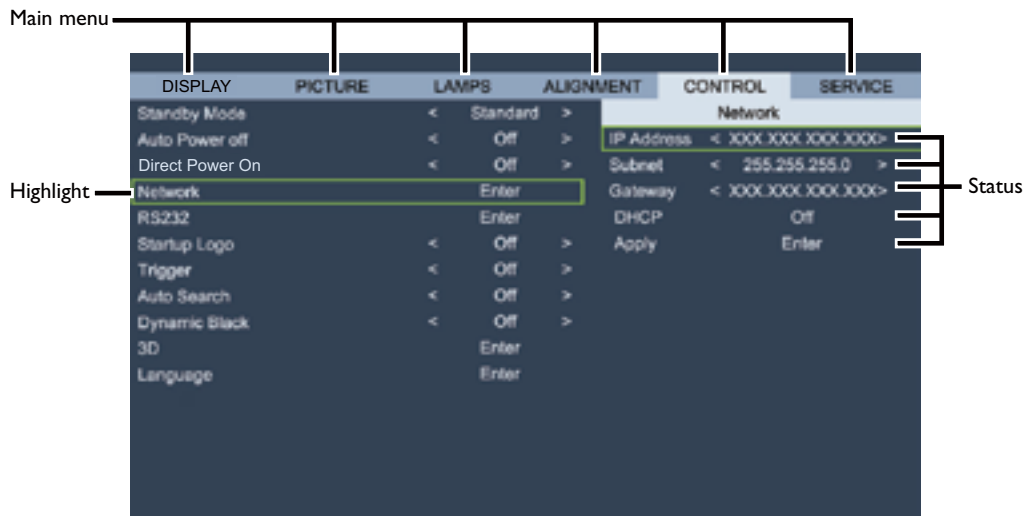 Main menu
DISPLAY PICTURE LAMPS ALIGNMENT CONTROL SERVICE
Standby Mode < Standard > Network
Auto Power off < Off > IP Address < XXX.XXX.XXX.XXX>
Direct Power On < Off > Subnet < 255.255.255.0 >
Highlight Network Enter Gateway < XXX.XXX.XXX.XXX> Status
RS232 Enter DHCP Off
Startup Logo < Off > Apply Enter
Trigger < Off >
Auto Search < Off >
Dynamic Black < Off >
3D Enter
Language Enter